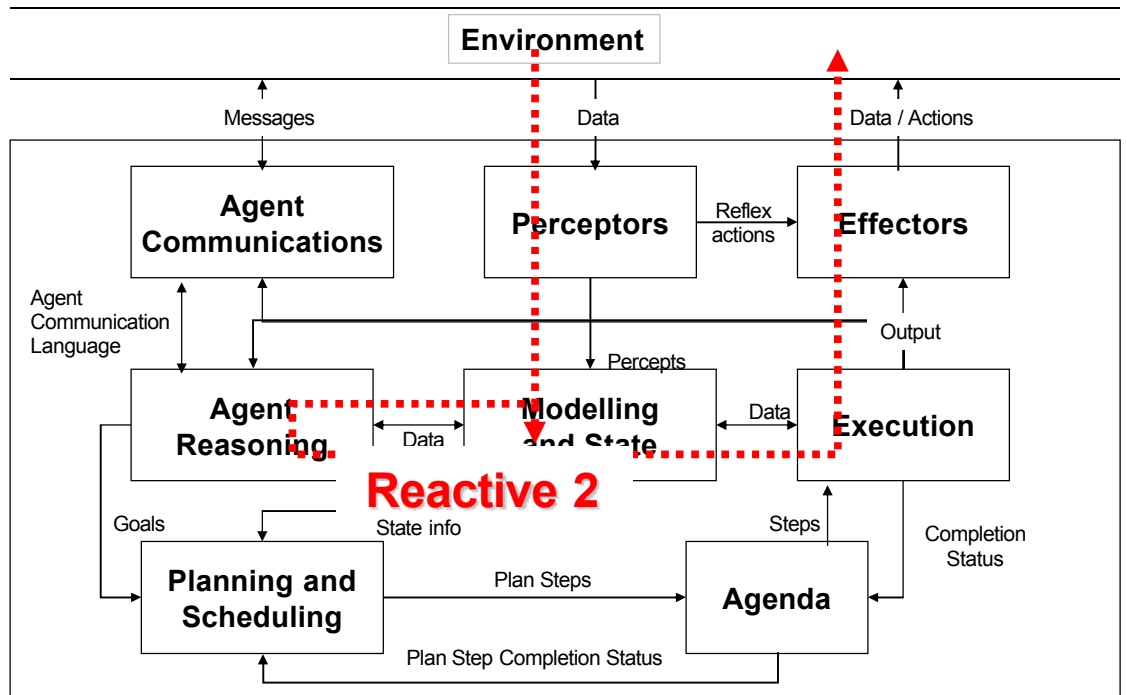 Environment
Messages
Data
Data / Actions
Agent
Communications
Perceptors
Reflex
actions
Effectors
Agent
Communication
Language
Output
Percepts
Agent
Reasoning
Data
Modelling
and State
Data
Execution
Reactive 2
Goals
State info
Steps
Completion
Status
Planning and
Scheduling
Plan Steps
Agenda
Plan Step Completion Status